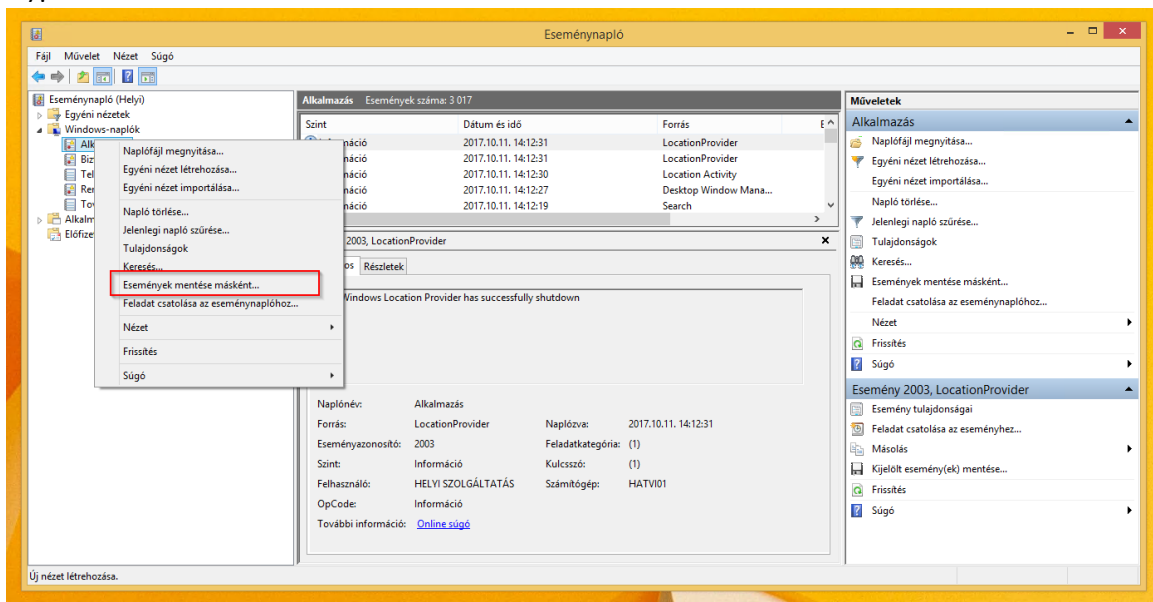 Eseménynapló
Fájl Művelet Nézet Súgó
Eseménynapló (Helyi)
Egyéni nézetek
Windows-naplók
Alk
Biz
Tel
Ren
Tov
Alkalm
Előfize
Naplófájl megnyitása...
Egyéni nézet létrehozása...
Egyéni nézet importálása...
Napló törlése...
Jelenlegi napló szűrése...
Tulajdonságok
Keresés...
Események mentése másként...
Feladat csatolása az eseménynaplóhoz...
Nézet
Frissítés
Súgó
Alkalmazás Események száma: 3 017
Szint Dátum és idő Forrás E
máció 2017.10.11. 14:12:31 LocationProvider
máció 2017.10.11. 14:12:31 LocationProvider
máció 2017.10.11. 14:12:30 Location Activity
máció 2017.10.11. 14:12:27 Desktop Window Mana...
máció 2017.10.11. 14:12:19 Search
2003, LocationProvider
os Részletek
Windows Location Provider has successfully shutdown
Naplónév: Alkalmazás
Forrás: LocationProvider Naplózva: 2017.10.11. 14:12:31
Eseményazonosító: 2003 Feladatkategória: (1)
Szint: Információ Kulcsszó: (1)
Felhasználó: HELYI SZOLGÁLTATÁS Számítógép: HATVI01
OpCode: Információ
További információ: Online súgó
Műveletek
Alkalmazás
Naplófájl megnyitása...
Egyéni nézet létrehozása...
Egyéni nézet importálása...
Napló törlése...
Jelenlegi napló szűrése...
Tulajdonságok
Keresés...
Események mentése másként...
Feladat csatolása az eseménynaplóhoz...
Nézet
Frissítés
Súgó
Esemény 2003, LocationProvider
Esemény tulajdonságai
Feladat csatolása az eseményhez...
Másolás
Kijelölt esemény(ek) mentése...
Frissítés
Súgó
Új nézet létrehozása.